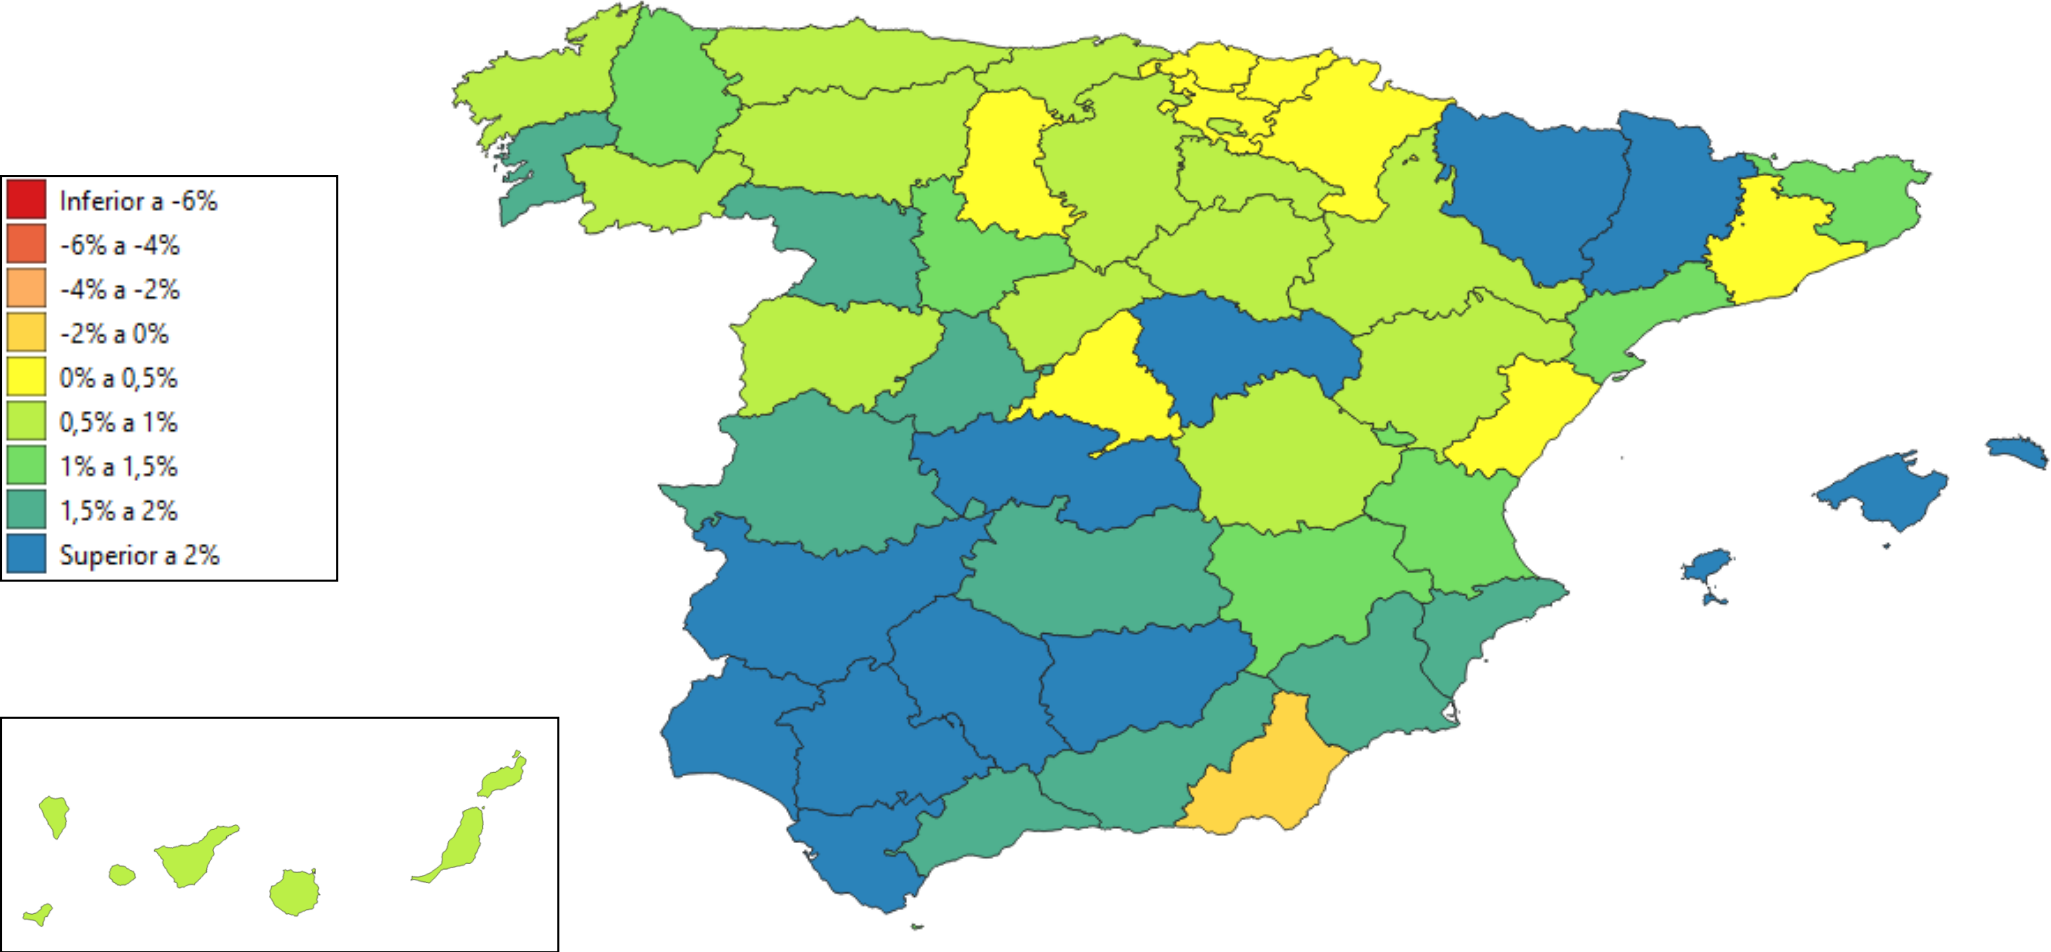 Inferior a -6%
-6% a -4%
-4% a -2%
-2% a 0%
0% a 0,5%
0,5% a 1%
1% a 1,5%
1,5% a 2%
Superior a 2%